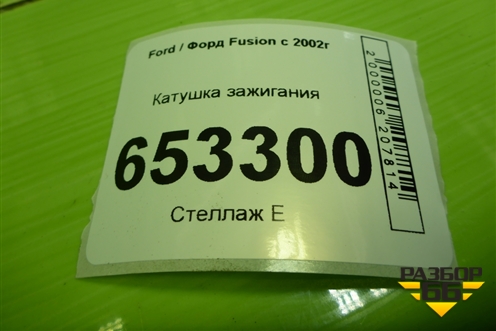 Ford / Форд Fusion с 2002г
Катушка зажигания
653300
Стеллаж Е
2000006207814
РАЗБОР
66